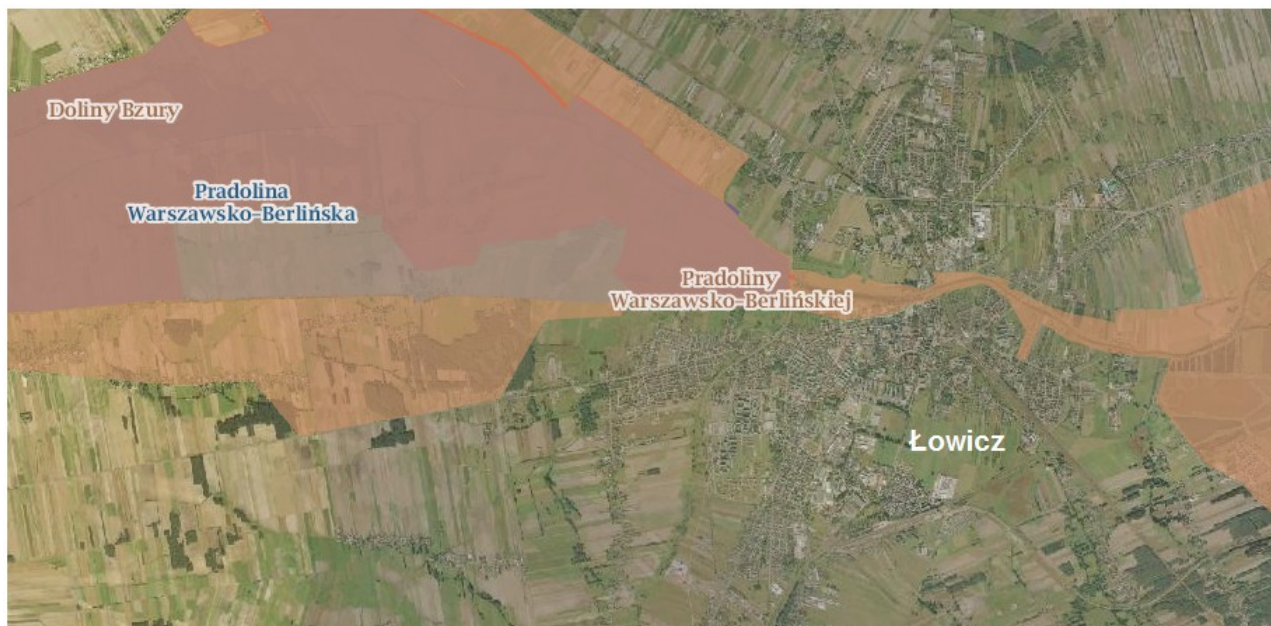 Doliny Bzury
Pradolina
Warszawsko-Berlińska
Pradoliny
Warszawsko-Berlińskiej
Łowicz